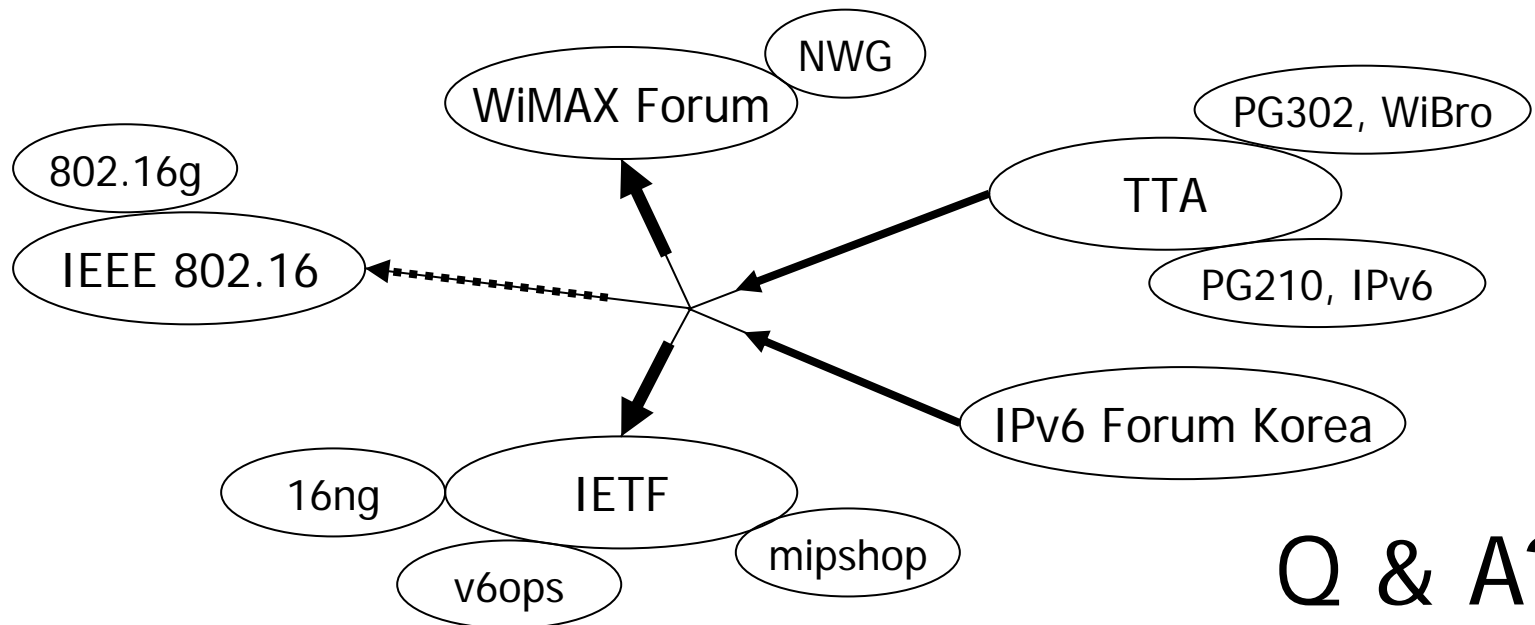 NWG
WiMAX Forum
PG302, WiBro
802.16g
TTA
IEEE 802.16
PG210, IPv6
IPv6 Forum Korea
16ng
IETF
mipshop
v6ops
Q & A